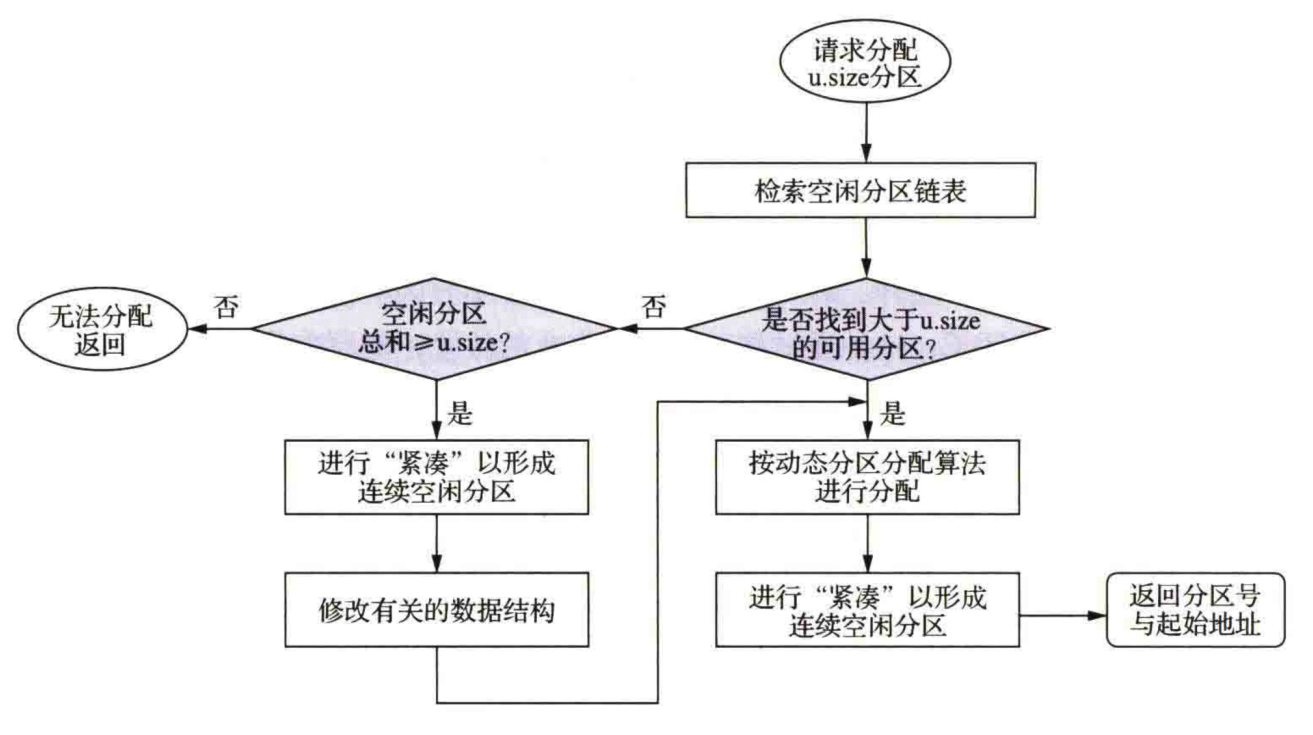 请求分配
u.size分区
检索空闲分区链表
是否找到大于u.size
的可用分区?
否
空闲分区
总和≥u.size?
否
无法分配
返回
是
进行“紧凑”以形成
连续空闲分区
修改有关的数据结构
是
按动态分区分配算法
进行分配
进行“紧凑”以形成
连续空闲分区
返回分区号
与起始地址